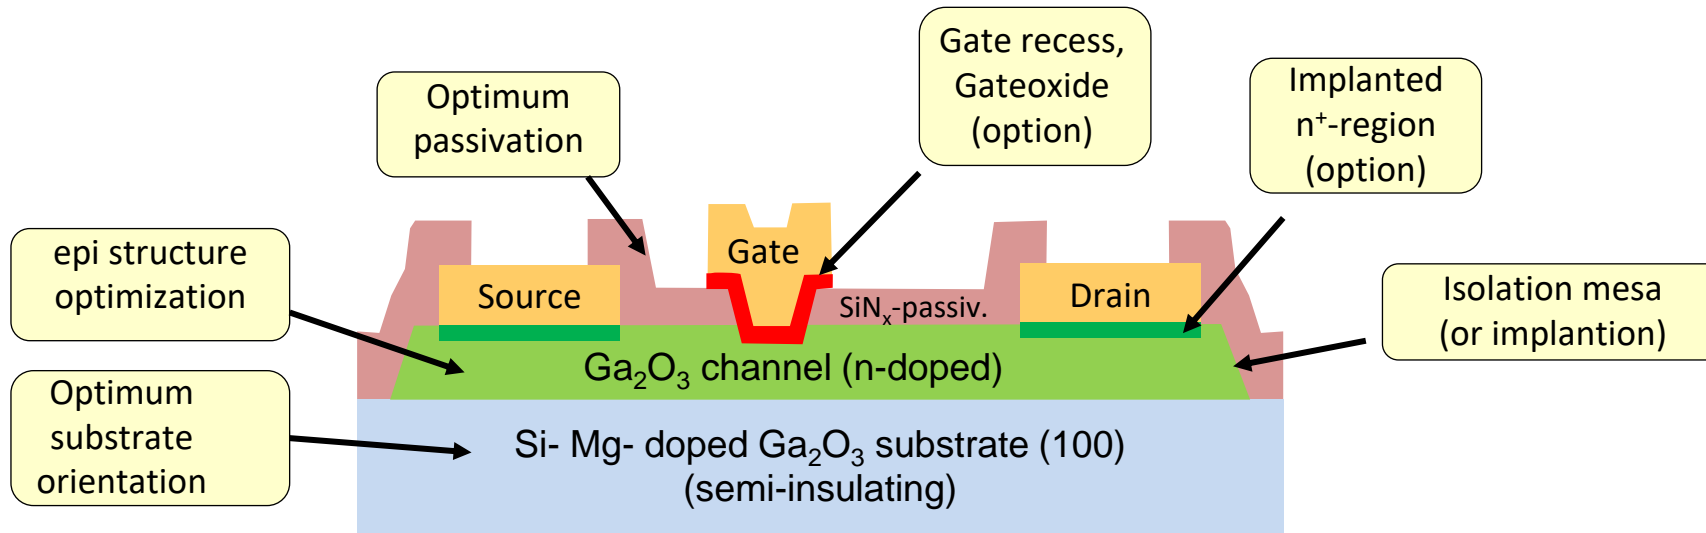 Gate recess,
Gateoxide
(option)
Optimum
passivation
Implanted
n⁺-region
(option)
epi structure
optimization
Gate
Source
SiNₓ-passiv.
Drain
Isolation mesa
(or implantion)
Ga₂O₃ channel (n-doped)
Optimum
substrate
orientation
Si- Mg- doped Ga₂O₃ substrate (100)
(semi-insulating)